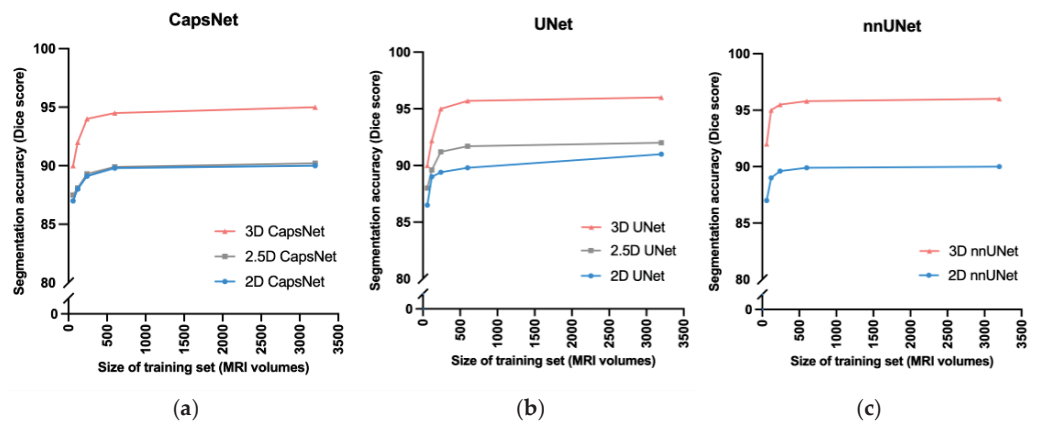 CapsNet
Segmentation accuracy (Dice score)
100
95
90
85
80
0
3D CapsNet
2.5D CapsNet
2D CapsNet
0
500
1000
1500
2000
2500
3000
3500
Size of training set (MRI volumes)
(a)
UNet
Segmentation accuracy (Dice score)
100
95
90
85
80
0
3D UNet
2.5D UNet
2D UNet
0
500
1000
1500
2000
2500
3000
3500
Size of training set (MRI volumes)
(b)
nnUNet
Segmentation accuracy (Dice score)
100
95
90
85
80
0
3D nnUNet
2D nnUNet
0
500
1000
1500
2000
2500
3000
3500
Size of training set (MRI volumes)
(c)